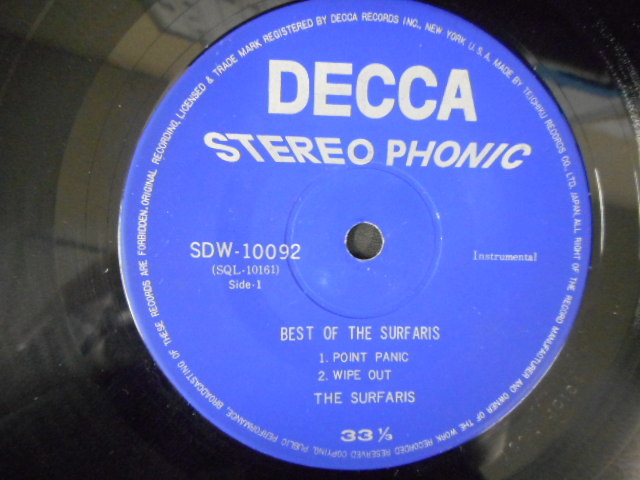 DECCA
STEREO PHONIC
SDW-10092
(SQL-10161)
Side-1
Instrumental
BEST OF THE SURFARIS
1. POINT PANIC
2. WIPE OUT
THE SURFARIS
33 1/3
LICENSED & TRADE MARK REGISTERED BY DECCA RECORDS INC., NEW YORK U.S.A. MADE BY TEICHIKU RECORDS CO., LTD. JAPAN. ALL RIGHT OF THE RECORD MANUFACTURER AND OWNER OF THE WORK RECORDED RESERVED COPYING, PUBLIO PERFORMANCE, BROADCASTING OF THESE RECORDS ARE FORBIDDEN. ORIGINAL RECORDING,